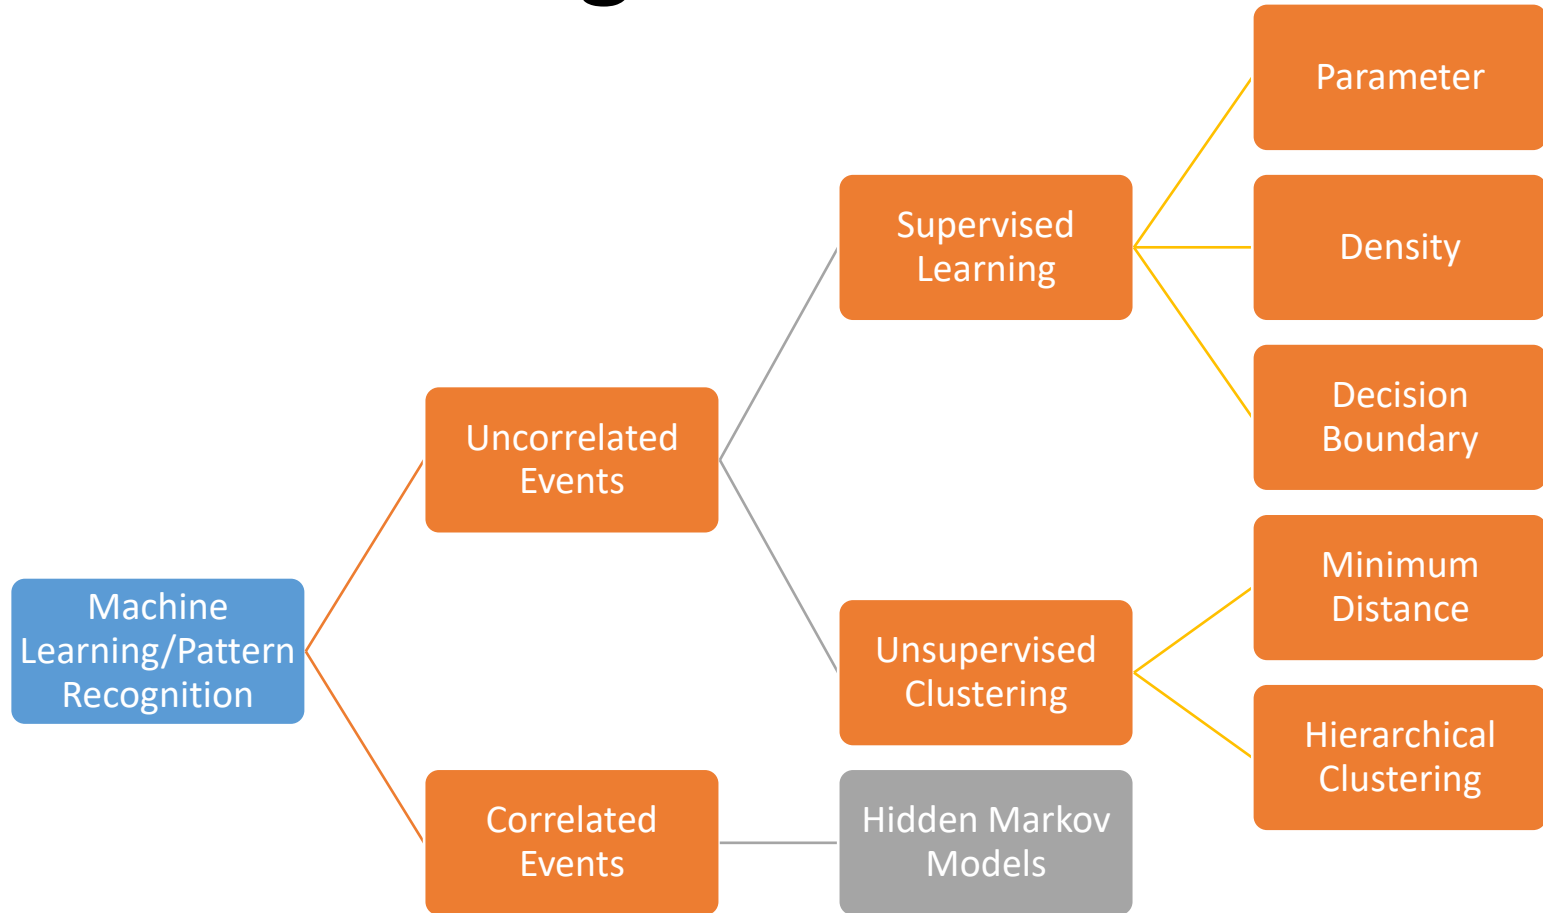 Parameter
Supervised
Learning
Density
Decision
Boundary
Uncorrelated
Events
Minimum
Distance
Machine
Learning/Pattern
Recognition
Unsupervised
Clustering
Hierarchical
Clustering
Correlated
Events
Hidden Markov
Models